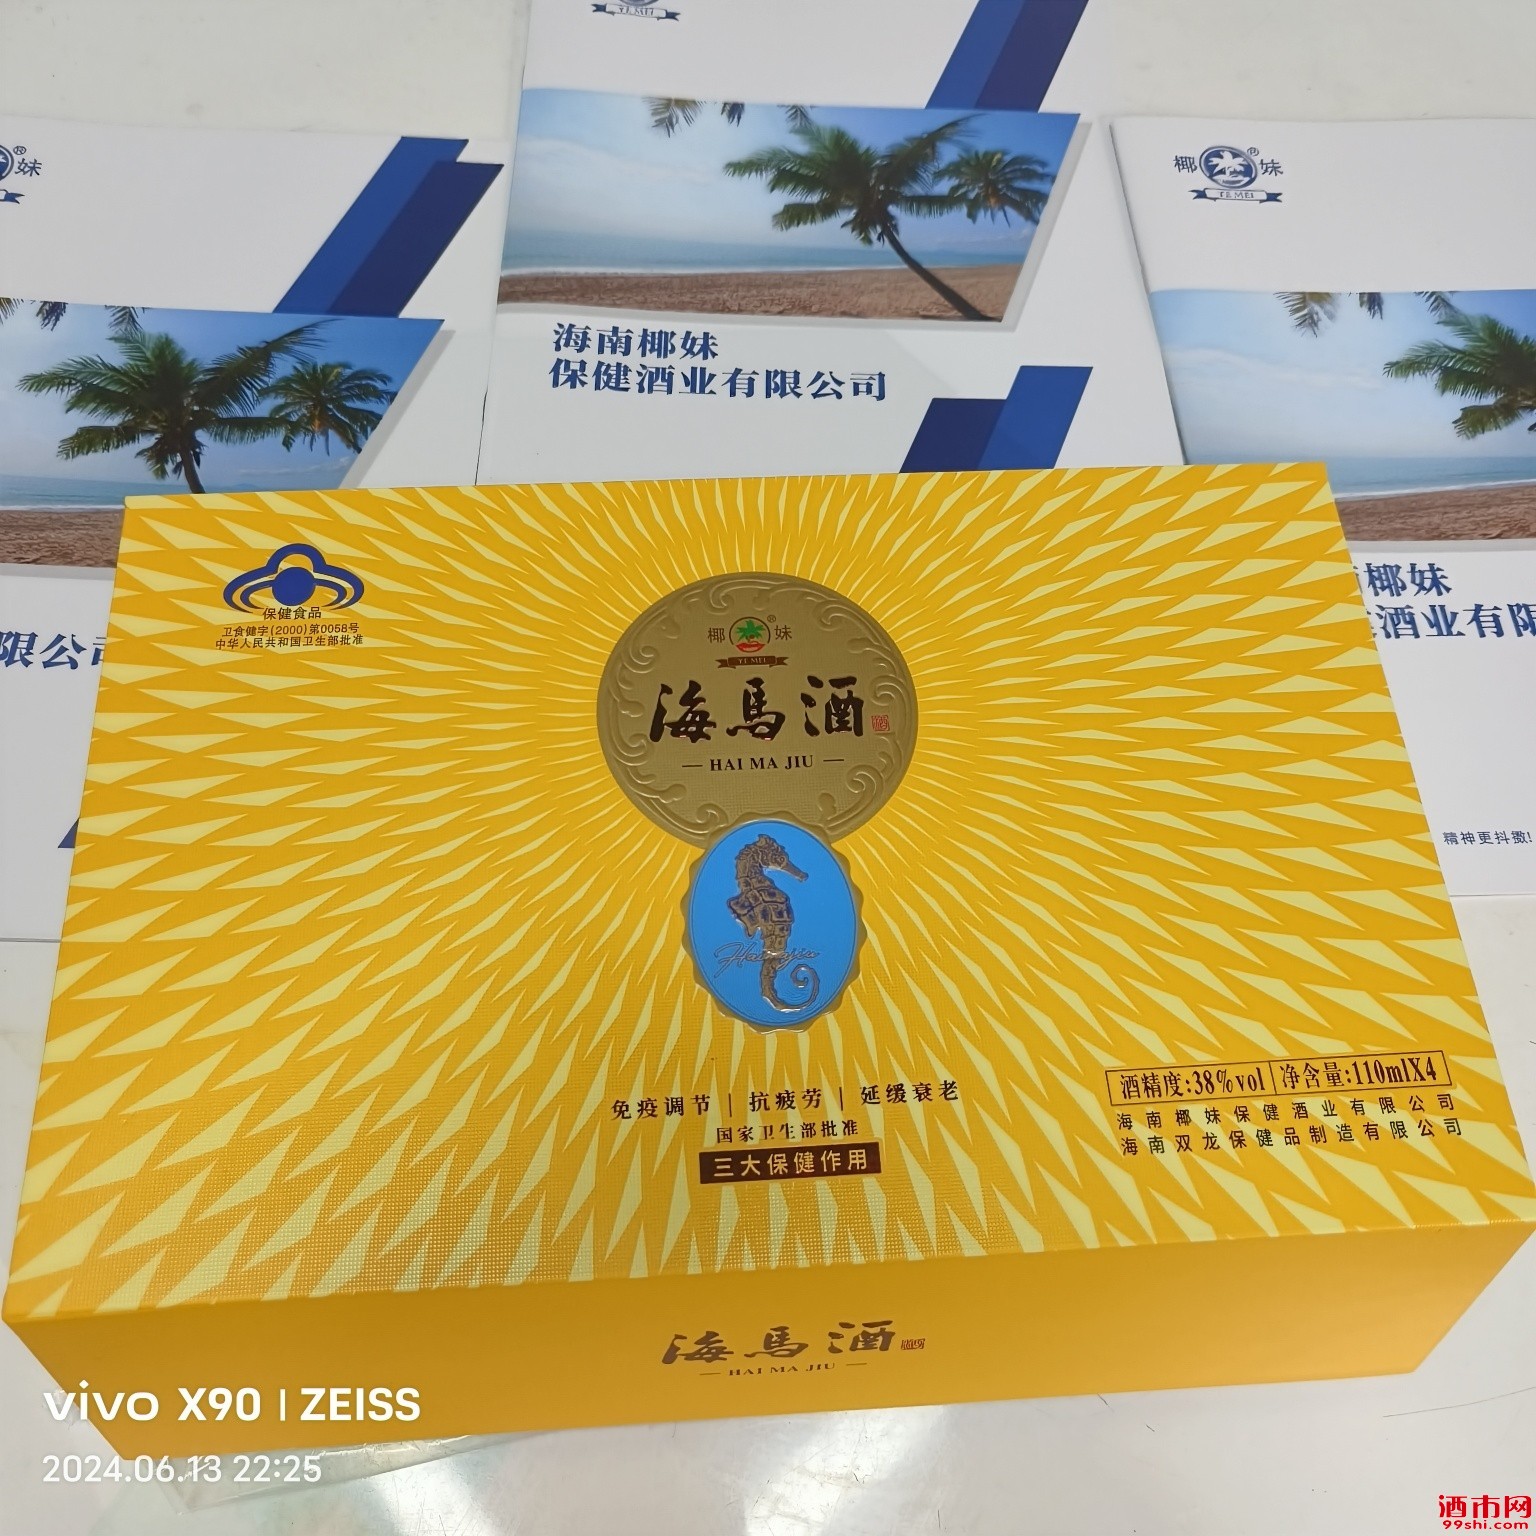 YE MEI
椰妹
YE MEI
®
妹
海南椰妹
保健酒业有限公司
椰妹
保健食品
卫食健字(2000)第0058号
中华人民共和国卫生部批准
椰 ® 妹
YE MEI
海馬酒
HAI MA JIU
酒业有限
限公司
精神更抖擞!
免疫调节 | 抗疲劳 | 延缓衰老
国家卫生部批准
三大保健作用
酒精度:38%vol 净含量:110mlX4
海南椰妹保健酒业有限公司
海南双龙保健品制造有限公司
海馬酒
HAI MA JIU
vivo X90 | ZEISS
2024.06.13 22:25
酒市网
99shi.com